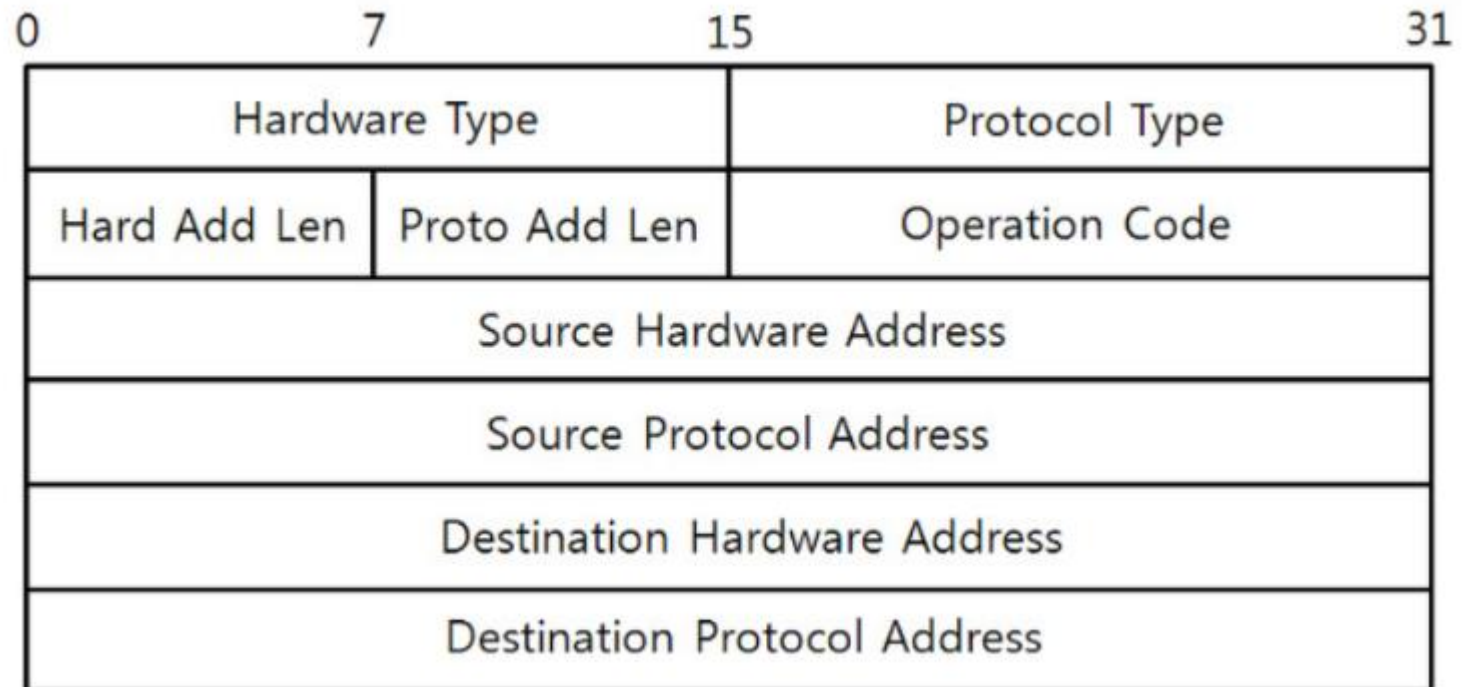 0 7 15 31
Hardware Type Protocol Type
Hard Add Len Proto Add Len Operation Code
Source Hardware Address
Source Protocol Address
Destination Hardware Address
Destination Protocol Address